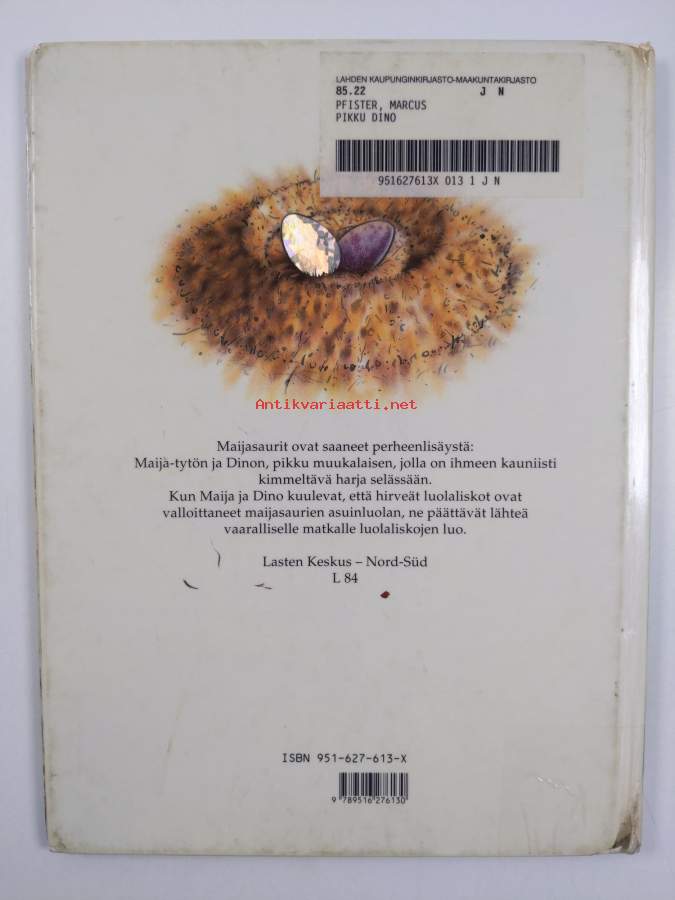 LAHDEN KAUPUNGINKIRJASTO-MAAKUNTAKIRJASTO
85.22 J N
PFISTER, MARCUS
PIKKU DINO
951627613X 013 1 J N
Antikvariaatti.net
Maijasaurit ovat saaneet perheenlisäystä:
Maija-tytön ja Dinon, pikku muukalaisen, jolla on ihmeen kauniisti
kimmeltävä harja selässään.
Kun Maija ja Dino kuulevat, että hirveät luolaliskot ovat
valloittaneet maijasaurien asuinluolan, ne päättävät lähteä
vaaralliselle matkalle luolaliskojen luo.
Lasten Keskus – Nord-Süd
L 84
ISBN 951-627-613-X
9 789516 276130